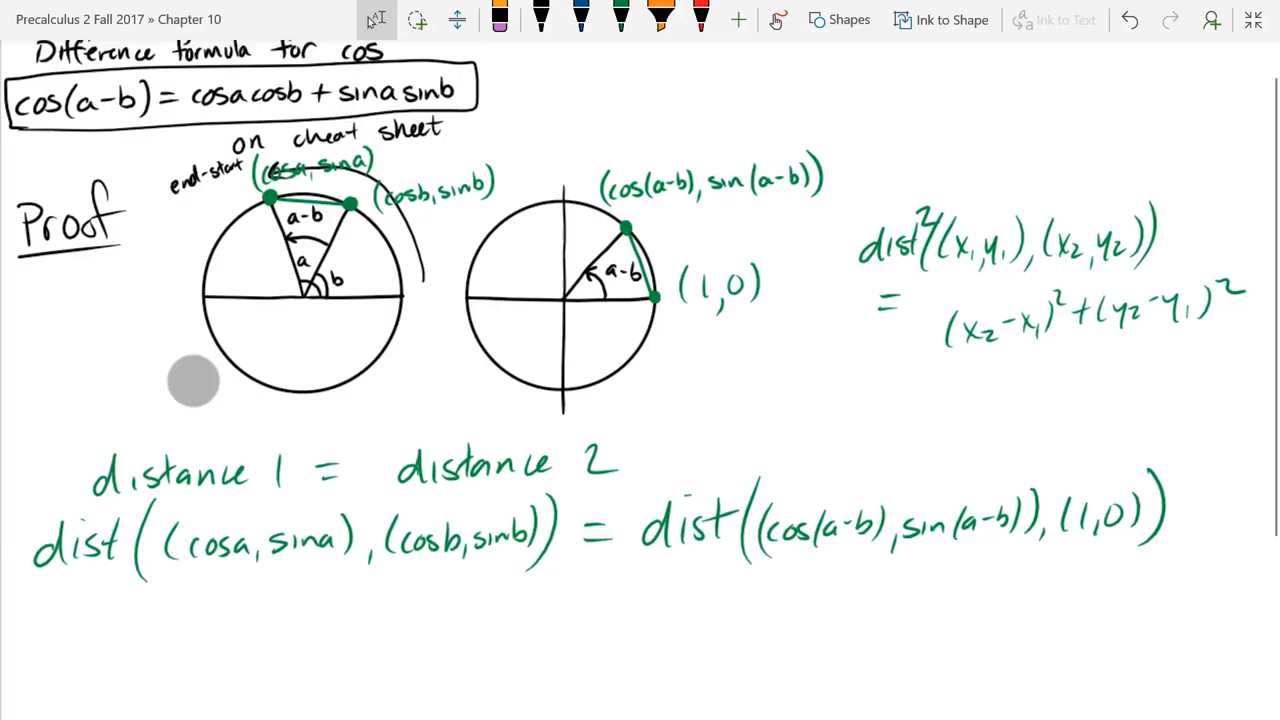 Precalculus 2 Fall 2017 » Chapter 10
Shapes
Ink to Shape
Ink to Text
Difference formula for cos
cos(a-b) = cosa cosb + sina sinb
on cheat sheet
Proof
end-start
(cosa, sina)
(cosb, sinb)
a-b
a
b
(cos(a-b), sin(a-b))
a-b
(1,0)
dist²((x₁,y₁),(x₂,y₂))
= (x₂-x₁)²+(y₂-y₁)²
distance 1 = distance 2
dist((cosa, sina), (cosb, sinb)) = dist((cos(a-b), sin(a-b)), (1,0))